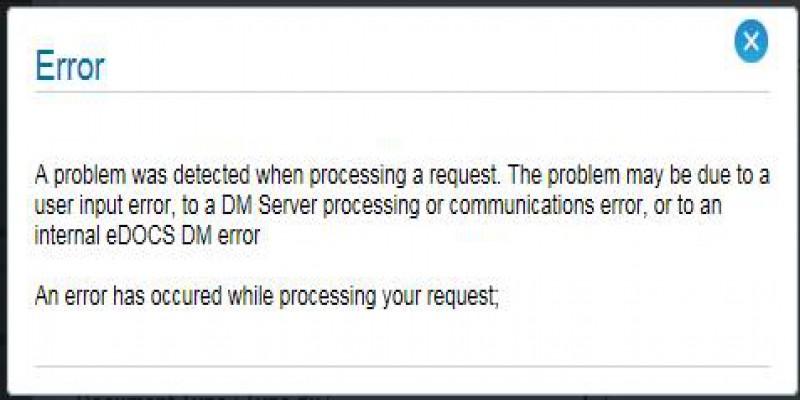 Error
A problem was detected when processing a request. The problem may be due to a
user input error, to a DM Server processing or communications error, or to an
internal eDOCS DM error
An error has occured while processing your request;